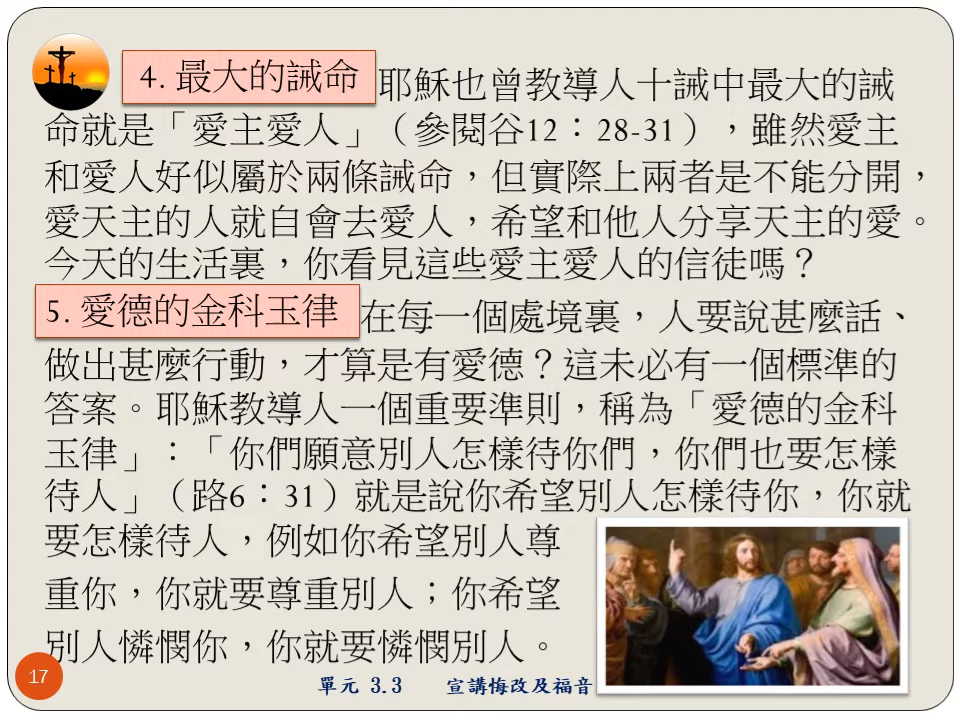 4. 最大的誡命 耶穌也曾教導人十誡中最大的誡
命就是「愛主愛人」（參閱谷12：28-31），雖然愛主
和愛人好似屬於兩條誡命，但實際上兩者是不能分開，
愛天主的人就自會去愛人，希望和他人分享天主的愛。
今天的生活裏，你看見這些愛主愛人的信徒嗎？
5. 愛德的金科玉律 在每一個處境裏，人要說甚麼話、
做出甚麼行動，才算是有愛德？這未必有一個標準的
答案。耶穌教導人一個重要準則，稱為「愛德的金科
玉律」：「你們願意別人怎樣待你們，你們也要怎樣
待人」（路6：31）就是說你希望別人怎樣待你，你就
要怎樣待人，例如你希望別人尊
重你，你就要尊重別人；你希望
別人憐憫你，你就要憐憫別人。
17
單元 3.3 宣講悔改及福音